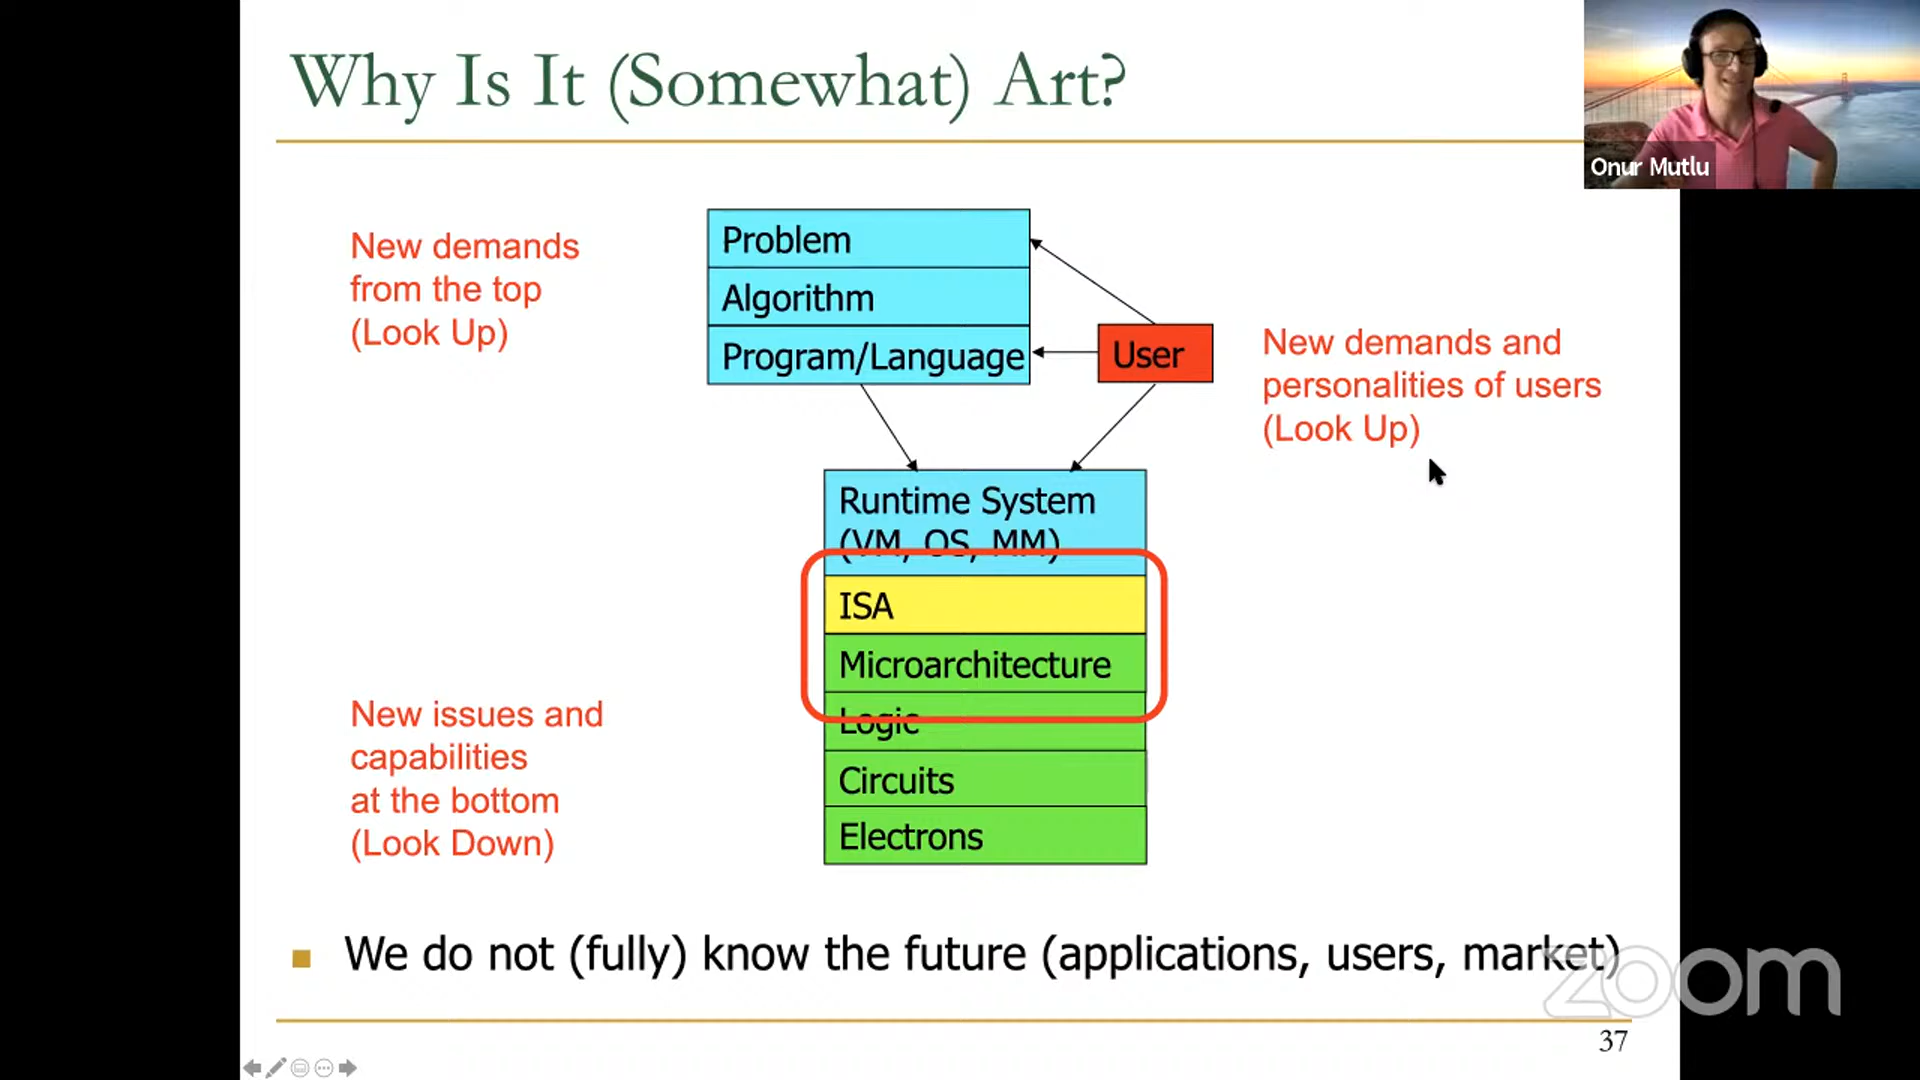 Why Is It (Somewhat) Art?
Onur Mutlu
New demands
from the top
(Look Up)
Problem
Algorithm
Program/Language
User
New demands and
personalities of users
(Look Up)
Runtime System
(VM, OS, MM)
ISA
Microarchitecture
Logic
Circuits
Electrons
New issues and
capabilities
at the bottom
(Look Down)
We do not (fully) know the future (applications, users, market)
zoom
37